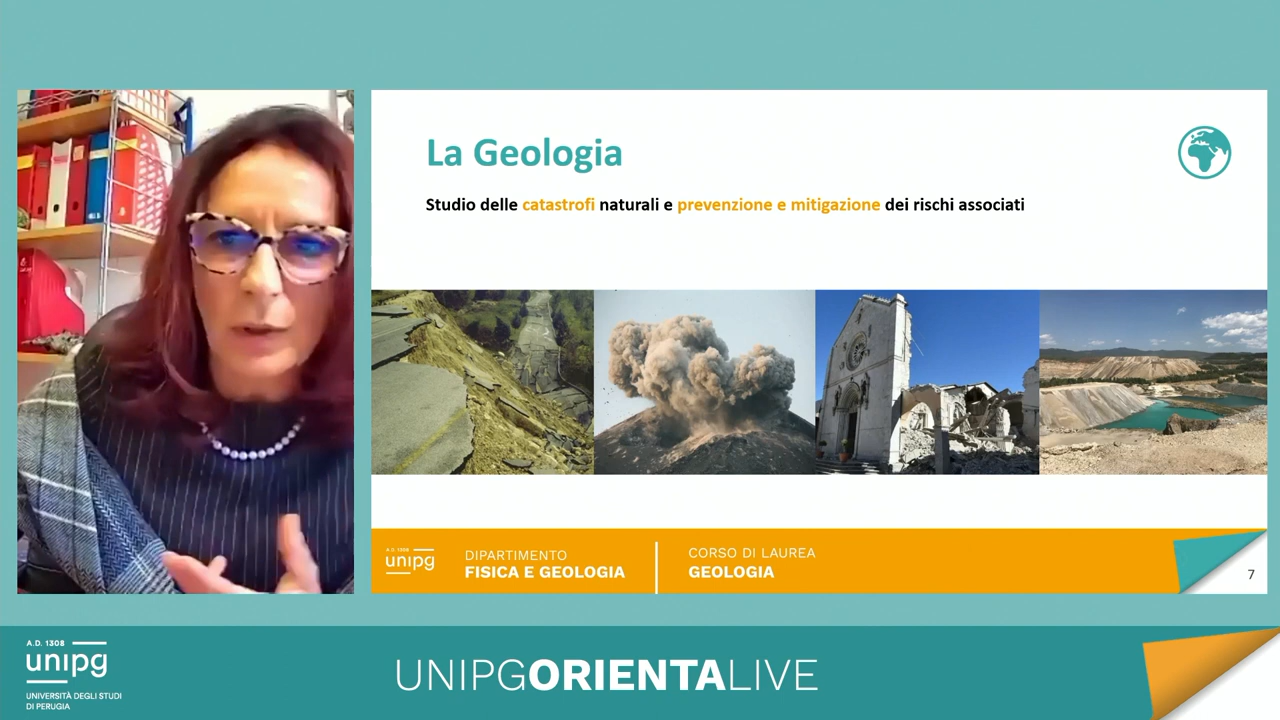 La Geologia
Studio delle catastrofi naturali e prevenzione e mitigazione dei rischi associati
A.D. 1308
unipg
DIPARTIMENTO
FISICA E GEOLOGIA
CORSO DI LAUREA
GEOLOGIA
7
A.D. 1308
unipg
UNIVERSITÀ DEGLI STUDI
DI PERUGIA
UNIPGORIENTALIVE